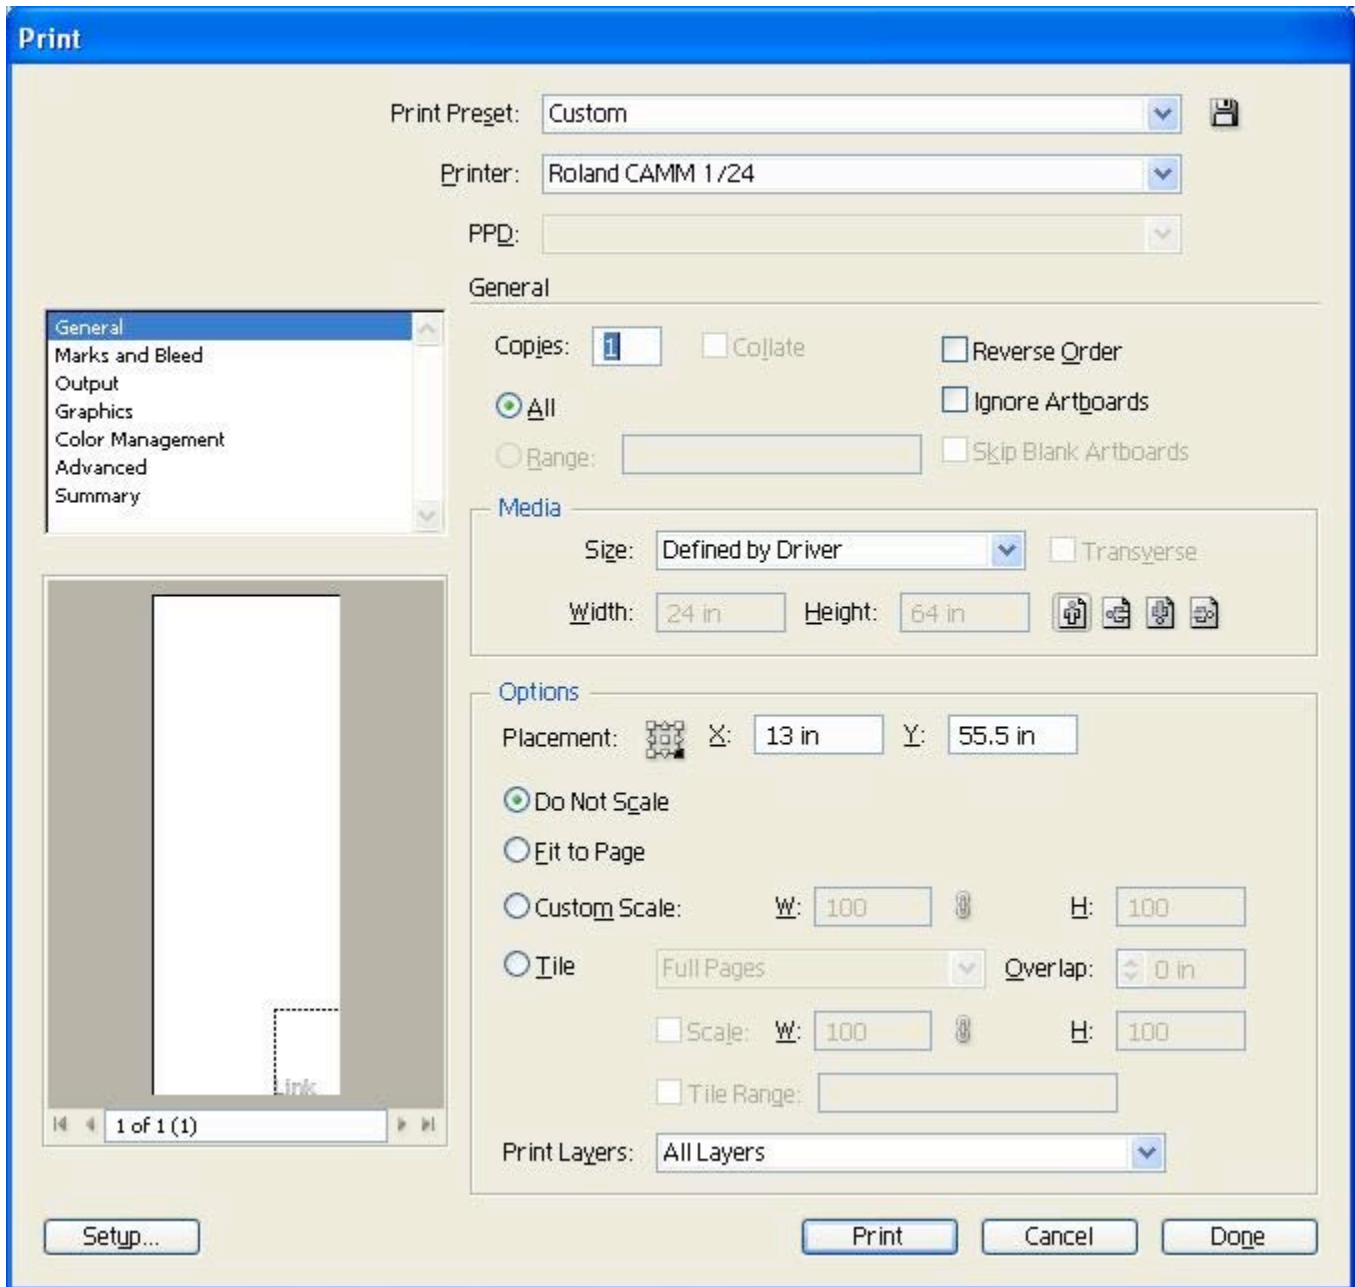 Print
Print Preset: Custom
Printer: Roland CAMM 1/24
PPD:
General
Marks and Bleed
Output
Graphics
Color Management
Advanced
Summary
1 of 1 (1)
General
Copies: 1 Collate Reverse Order
All Ignore Artboards
Range: Skip Blank Artboards
Media
Size: Defined by Driver Transverse
Width: 24 in Height: 64 in
Options
Placement: X: 13 in Y: 55.5 in
Do Not Scale
Fit to Page
Custom Scale: W: 100 H: 100
Tile Full Pages Overlap: 0 in
Scale: W: 100 H: 100
Tile Range:
Link
Print Layers: All Layers
Setup... Print Cancel Done